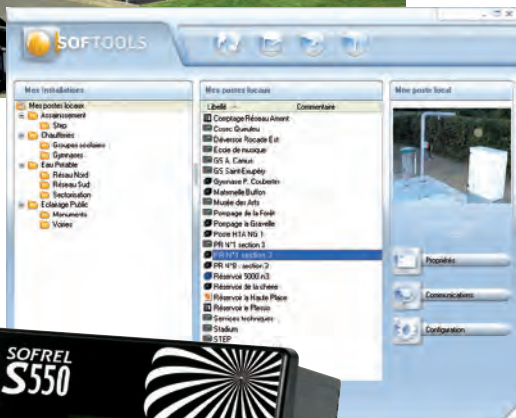 SOFTOOLS
Mes Installations
Mes postes locaux
Assainissement
Step
Chaufferies
Groupes scolaires
Gymnases
Eau Potable
Réseau Nord
Réseau Sud
Sectorisation
Eclairage Public
Monuments
Voiries
Mes postes locaux
Libellé Commentaire
Comptage Réseau Amont
Cosec Queuleu
Déversoir Rocade Est
Ecole de musique
GS A. Camus
GS Saint-Exupéry
Gymnase P. Coubertin
Maternelle Buffon
Musée des Arts
Pompage de la Forêt
Pompage la Gravelle
Poste HTA NG 1
PR N°1 section 3
section 3
section 2
Réservoir 5000 m3
Réservoir de la chene
Réservoir la Haute Place
Réservoir le Plessis
Services techniques
Stadium
STEP
Mon poste local
Propriétés
Communications
Configuration
SOFREL
S550